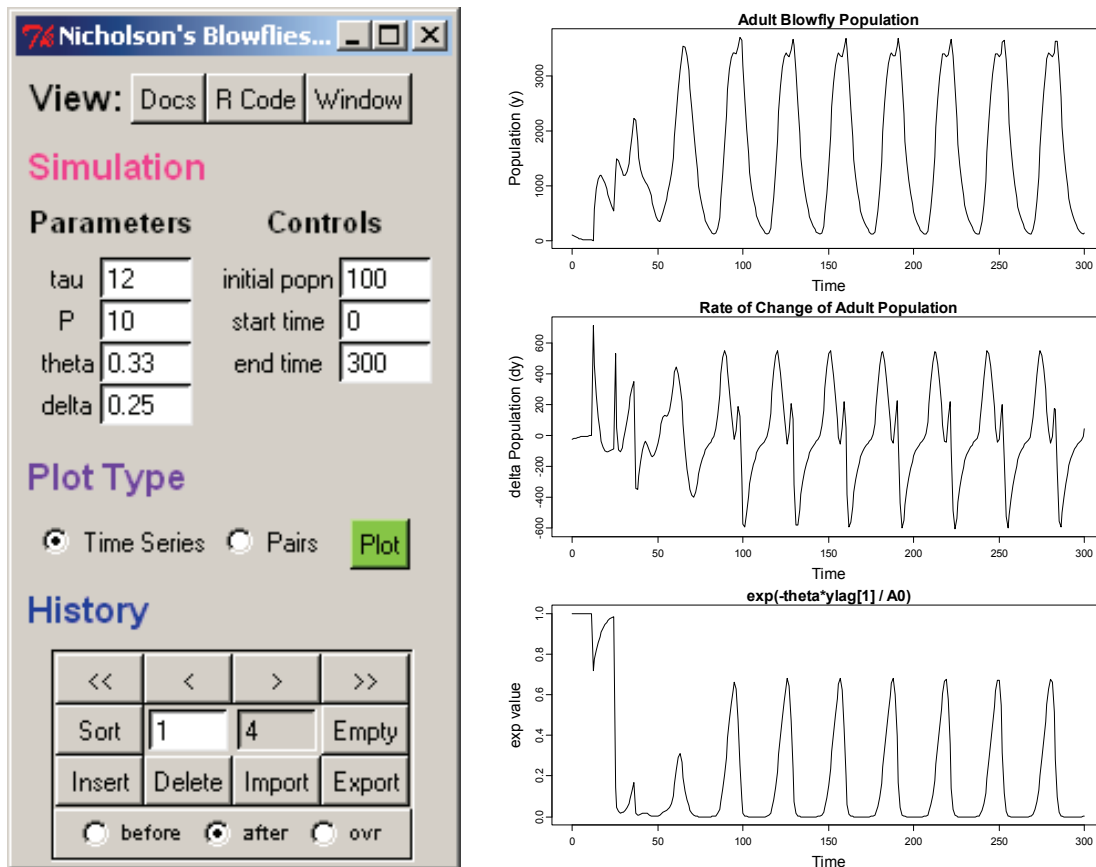 Nicholson's Blowflies...
View: Docs R Code Window
Simulation
Parameters Controls
tau 12 initial popn 100
P 10 start time 0
theta 0.33 end time 300
delta 0.25
Plot Type
Time Series Pairs Plot
History
<< < > >>
Sort 1 4 Empty
Insert Delete Import Export
before after ovr
Adult Blowfly Population
Population (y)
3000
2000
1000
0
0 50 100 150 200 250 300
Time
Rate of Change of Adult Population
delta Population (dy)
600
400
200
0
-200
-400
-600
0 50 100 150 200 250 300
Time
exp(-theta*ylag[1] / A0)
exp value
1.0
0.8
0.6
0.4
0.2
0.0
0 50 100 150 200 250 300
Time